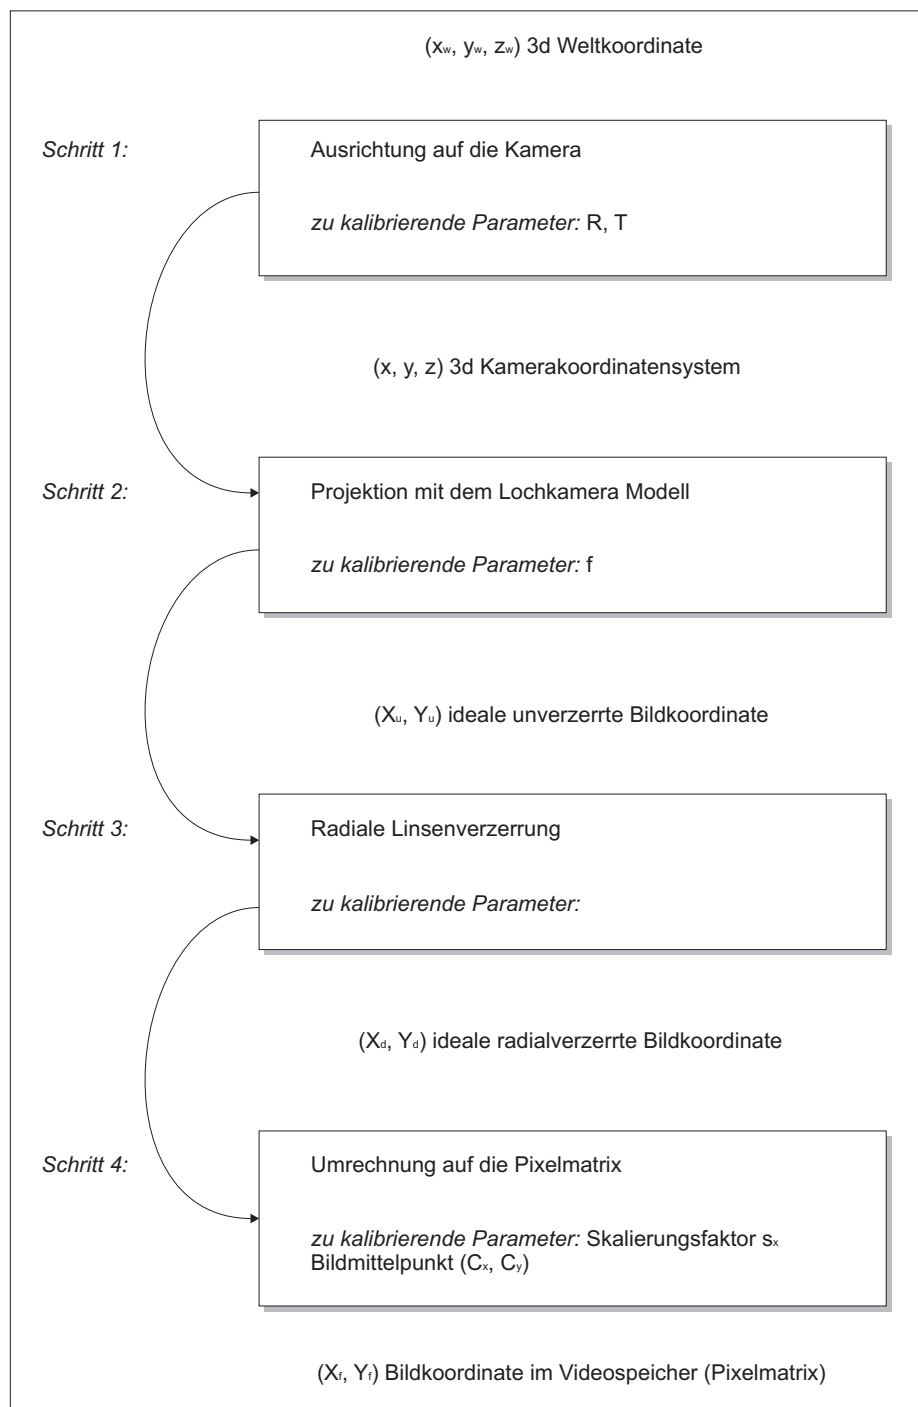 (xw, yw, zw) 3d Weltkoordinate
Schritt 1: Ausrichtung auf die Kamera
zu kalibrierende Parameter: R, T
(x, y, z) 3d Kamerakoordinatensystem
Schritt 2: Projektion mit dem Lochkamera Modell
zu kalibrierende Parameter: f
(Xu, Yu) ideale unverzerrte Bildkoordinate
Schritt 3: Radiale Linsenverzerrung
zu kalibrierende Parameter:
(Xd, Yd) ideale radialverzerrte Bildkoordinate
Schritt 4: Umrechnung auf die Pixelmatrix
zu kalibrierende Parameter: Skalierungsfaktor sx
Bildmittelpunkt (Cx, Cy)
(Xf, Yf) Bildkoordinate im Videospeicher (Pixelmatrix)